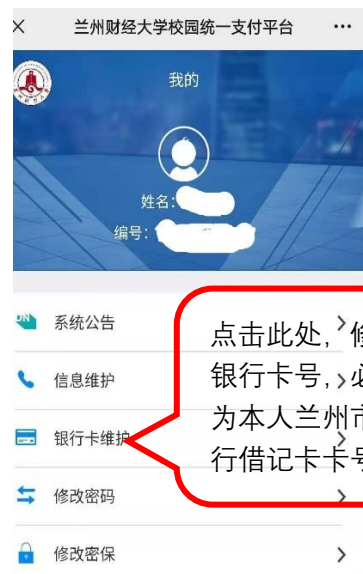 兰州财经大学校园统一支付平台
我的
姓名:
编号:
系统公告
信息维护
银行卡维护
修改密码
修改密保
点击此处,
银行卡号,
为本人兰州市
行借记卡卡号